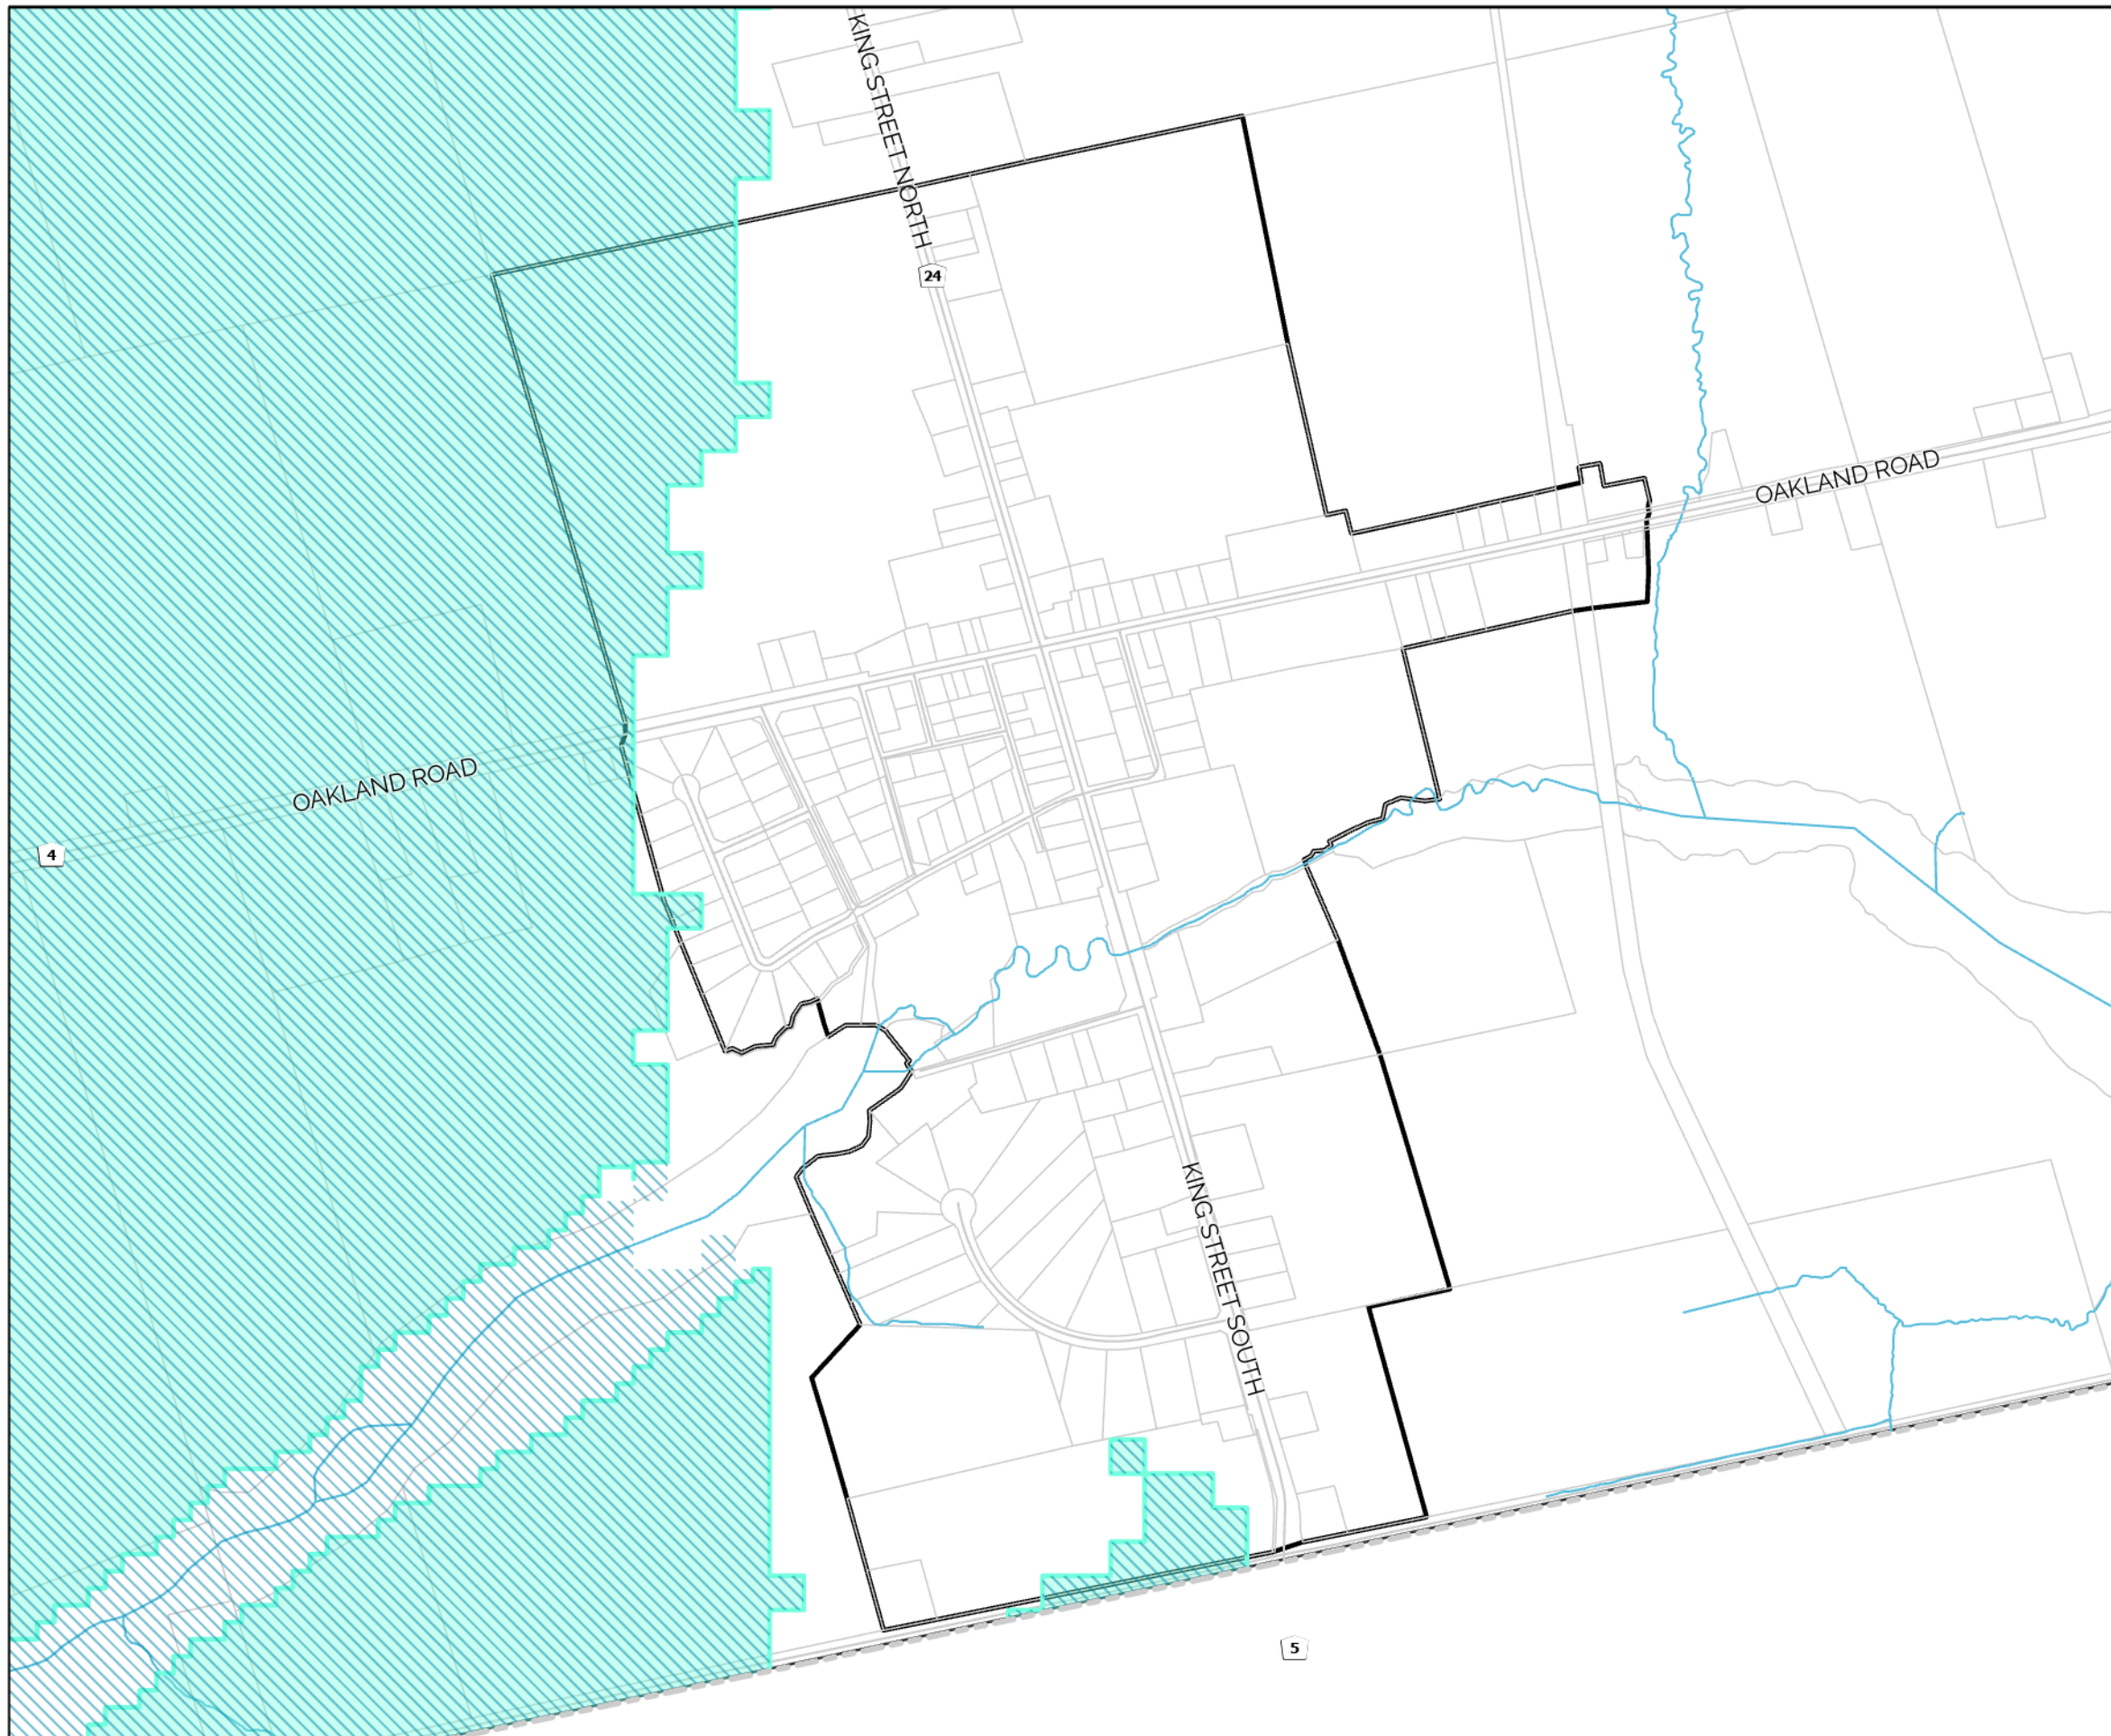 KING STREET NORTH
24
OAKLAND ROAD
OAKLAND ROAD
4
KING STREET SOUTH
5